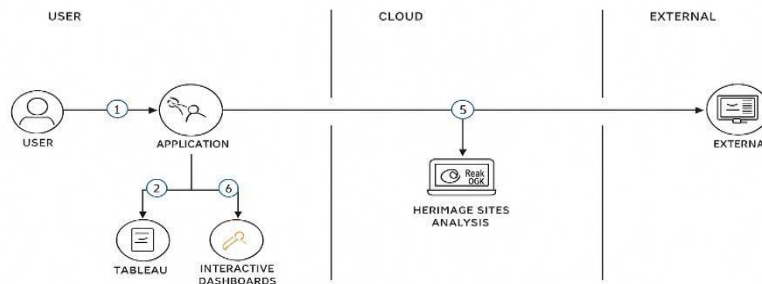 USER
CLOUD
EXTERNAL
1
5
USER
APPLICATION
EXTERNA
2
6
Reak
OGK
HERIMAGE SITES
ANALYSIS
TABLEAU
INTERACTIVE
DASHBOARDS